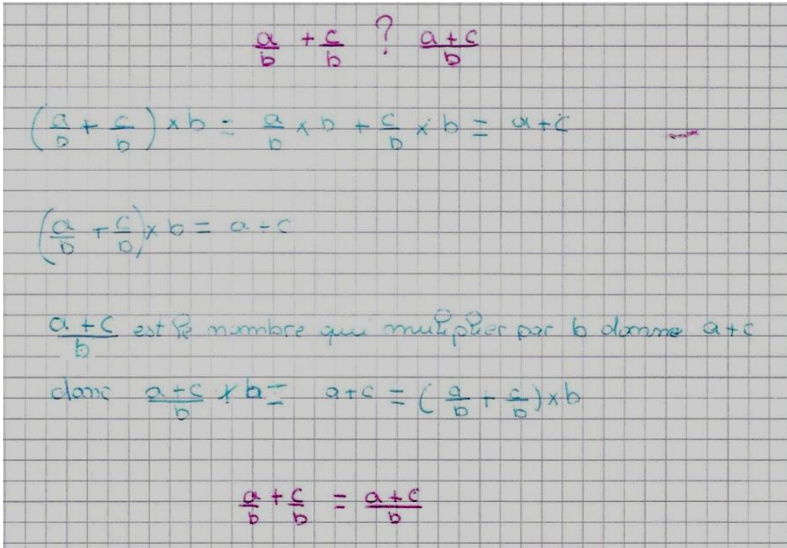 a/b + c/b ? a+c/b
(a/b + c/b) × b = a/b × b + c/b × b = a+c
(a/b + c/b) × b = a+c
a+c/b est le nombre qui multiplier par b donne a+c
donc a+c/b × b = a+c = (a/b + c/b) × b
a/b + c/b = a+c/b